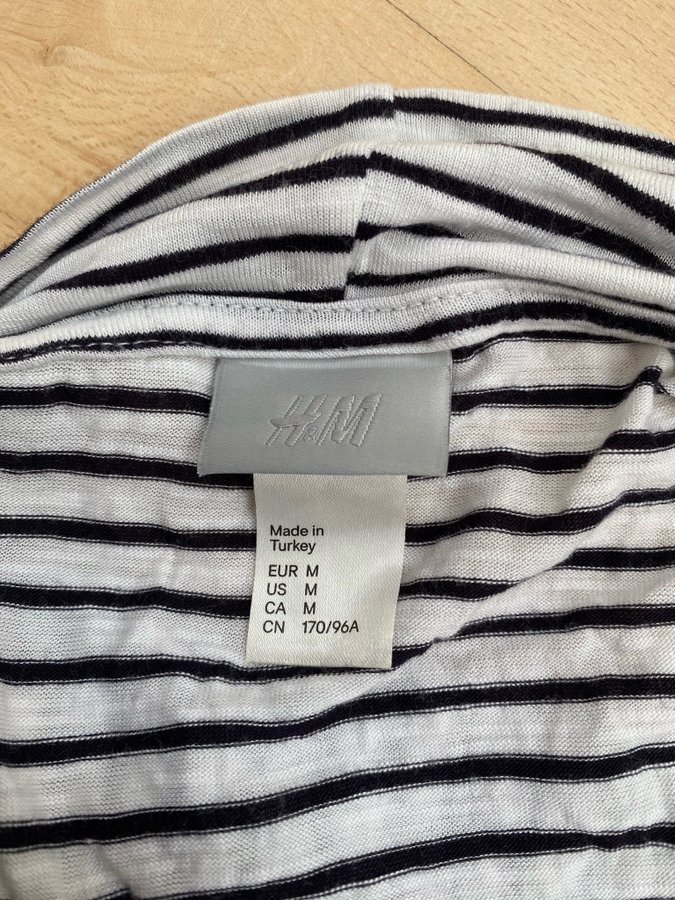 H&M
Made in
Turkey
EUR M
US M
CA M
CN 170/96A